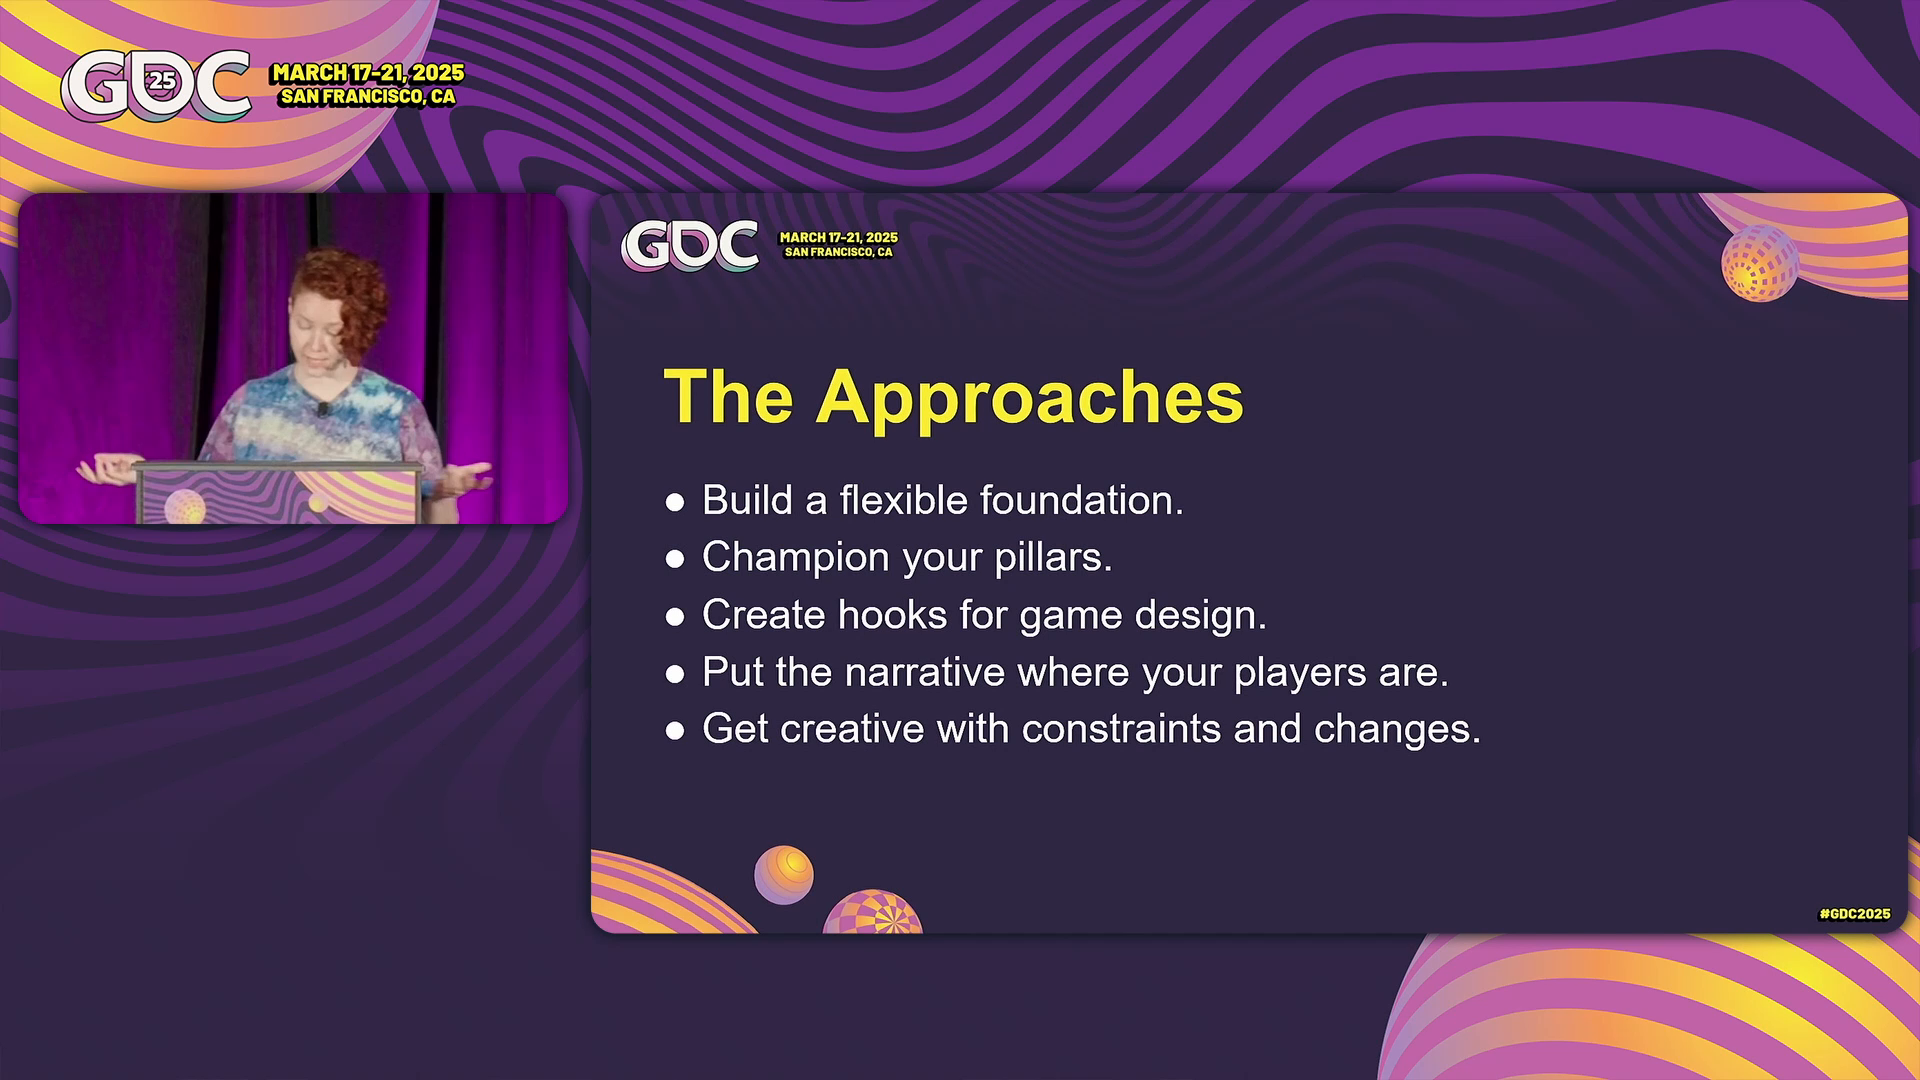 GDC
25
MARCH 17-21, 2025
SAN FRANCISCO, CA
GDC
MARCH 17-21, 2025
SAN FRANCISCO, CA
The Approaches
● Build a flexible foundation.
● Champion your pillars.
● Create hooks for game design.
● Put the narrative where your players are.
● Get creative with constraints and changes.
#GDC2025